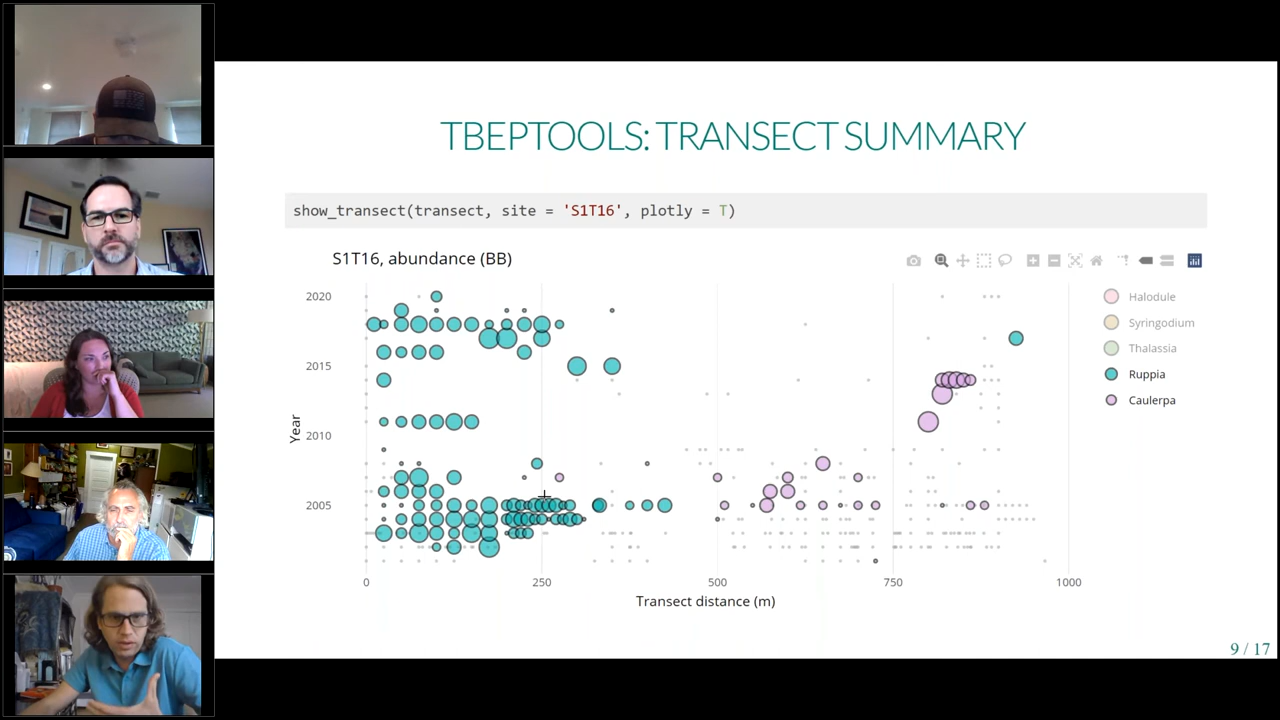 TBEPTOOLS: TRANSECT SUMMARY
show_transect(transect, site = 'S1T16', plotly = T)
S1T16, abundance (BB)
2020
2015
2010
2005
Year
0
250
500
750
1000
Transect distance (m)
Halodule
Syringodium
Thalassia
Ruppia
Caulerpa
9 / 17